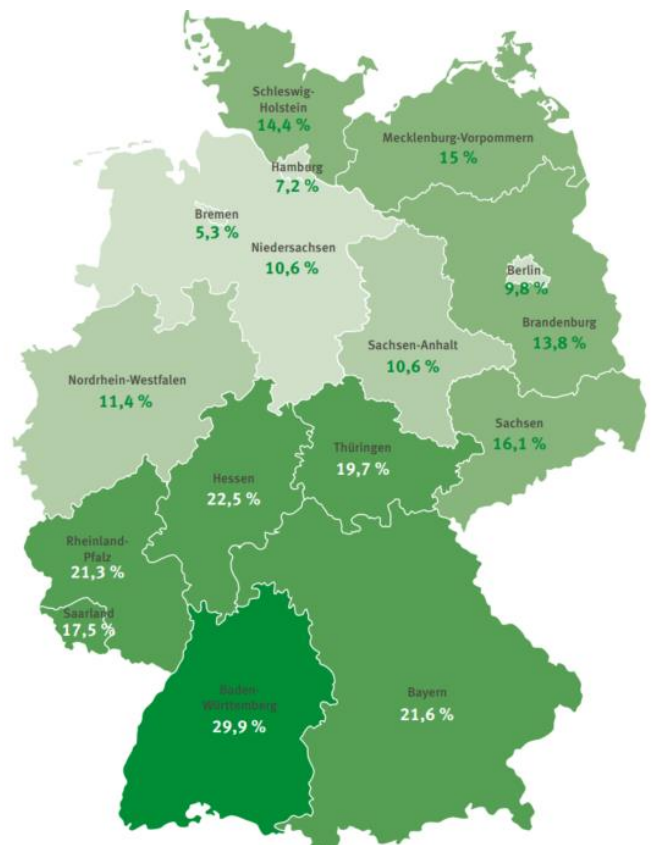 Schleswig-
Holstein
14,4 %
Mecklenburg-Vorpommern
15 %
Hamburg
7,2 %
Bremen
5,3 %
Niedersachsen
10,6 %
Berlin
9,8 %
Brandenburg
13,8 %
Sachsen-Anhalt
10,6 %
Nordrhein-Westfalen
11,4 %
Sachsen
16,1 %
Thüringen
19,7 %
Hessen
22,5 %
Rheinland-
Pfalz
21,3 %
Saarland
17,5 %
Baden-
Württemberg
29,9 %
Bayern
21,6 %